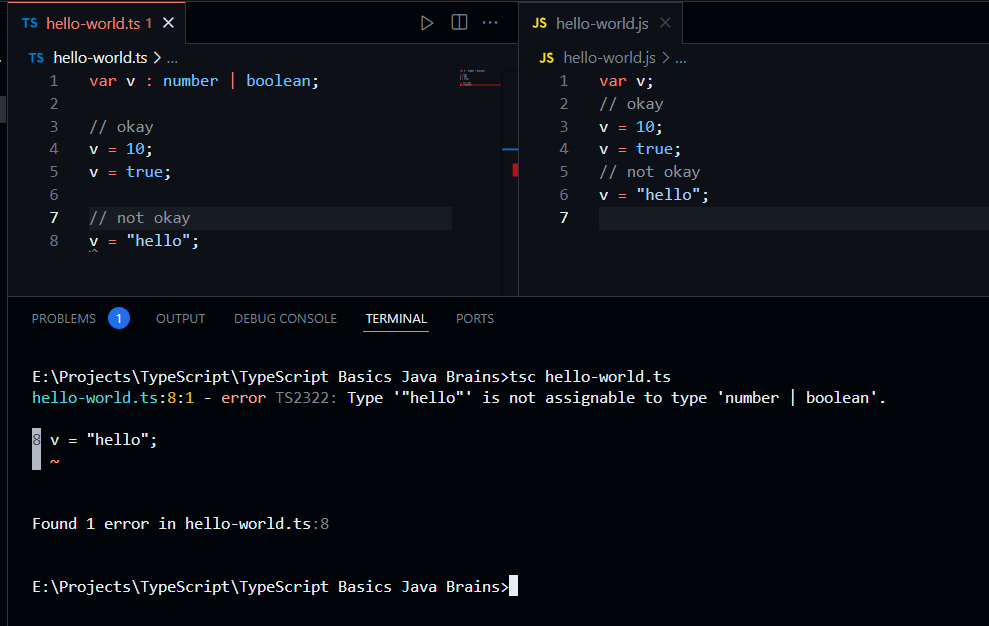 TS hello-world.ts 1
TS hello-world.ts > ...
1 var v : number | boolean;
2
3 // okay
4 v = 10;
5 v = true;
6
7 // not okay
8 v = "hello";
JS hello-world.js
JS hello-world.js > ...
1 var v;
2 // okay
3 v = 10;
4 v = true;
5 // not okay
6 v = "hello";
7
PROBLEMS 1 OUTPUT DEBUG CONSOLE TERMINAL PORTS
E:\Projects\TypeScript\TypeScript Basics Java Brains>tsc hello-world.ts
hello-world.ts:8:1 - error TS2322: Type '"hello"' is not assignable to type 'number | boolean'.
8 v = "hello";
~
Found 1 error in hello-world.ts:8
E:\Projects\TypeScript\TypeScript Basics Java Brains>